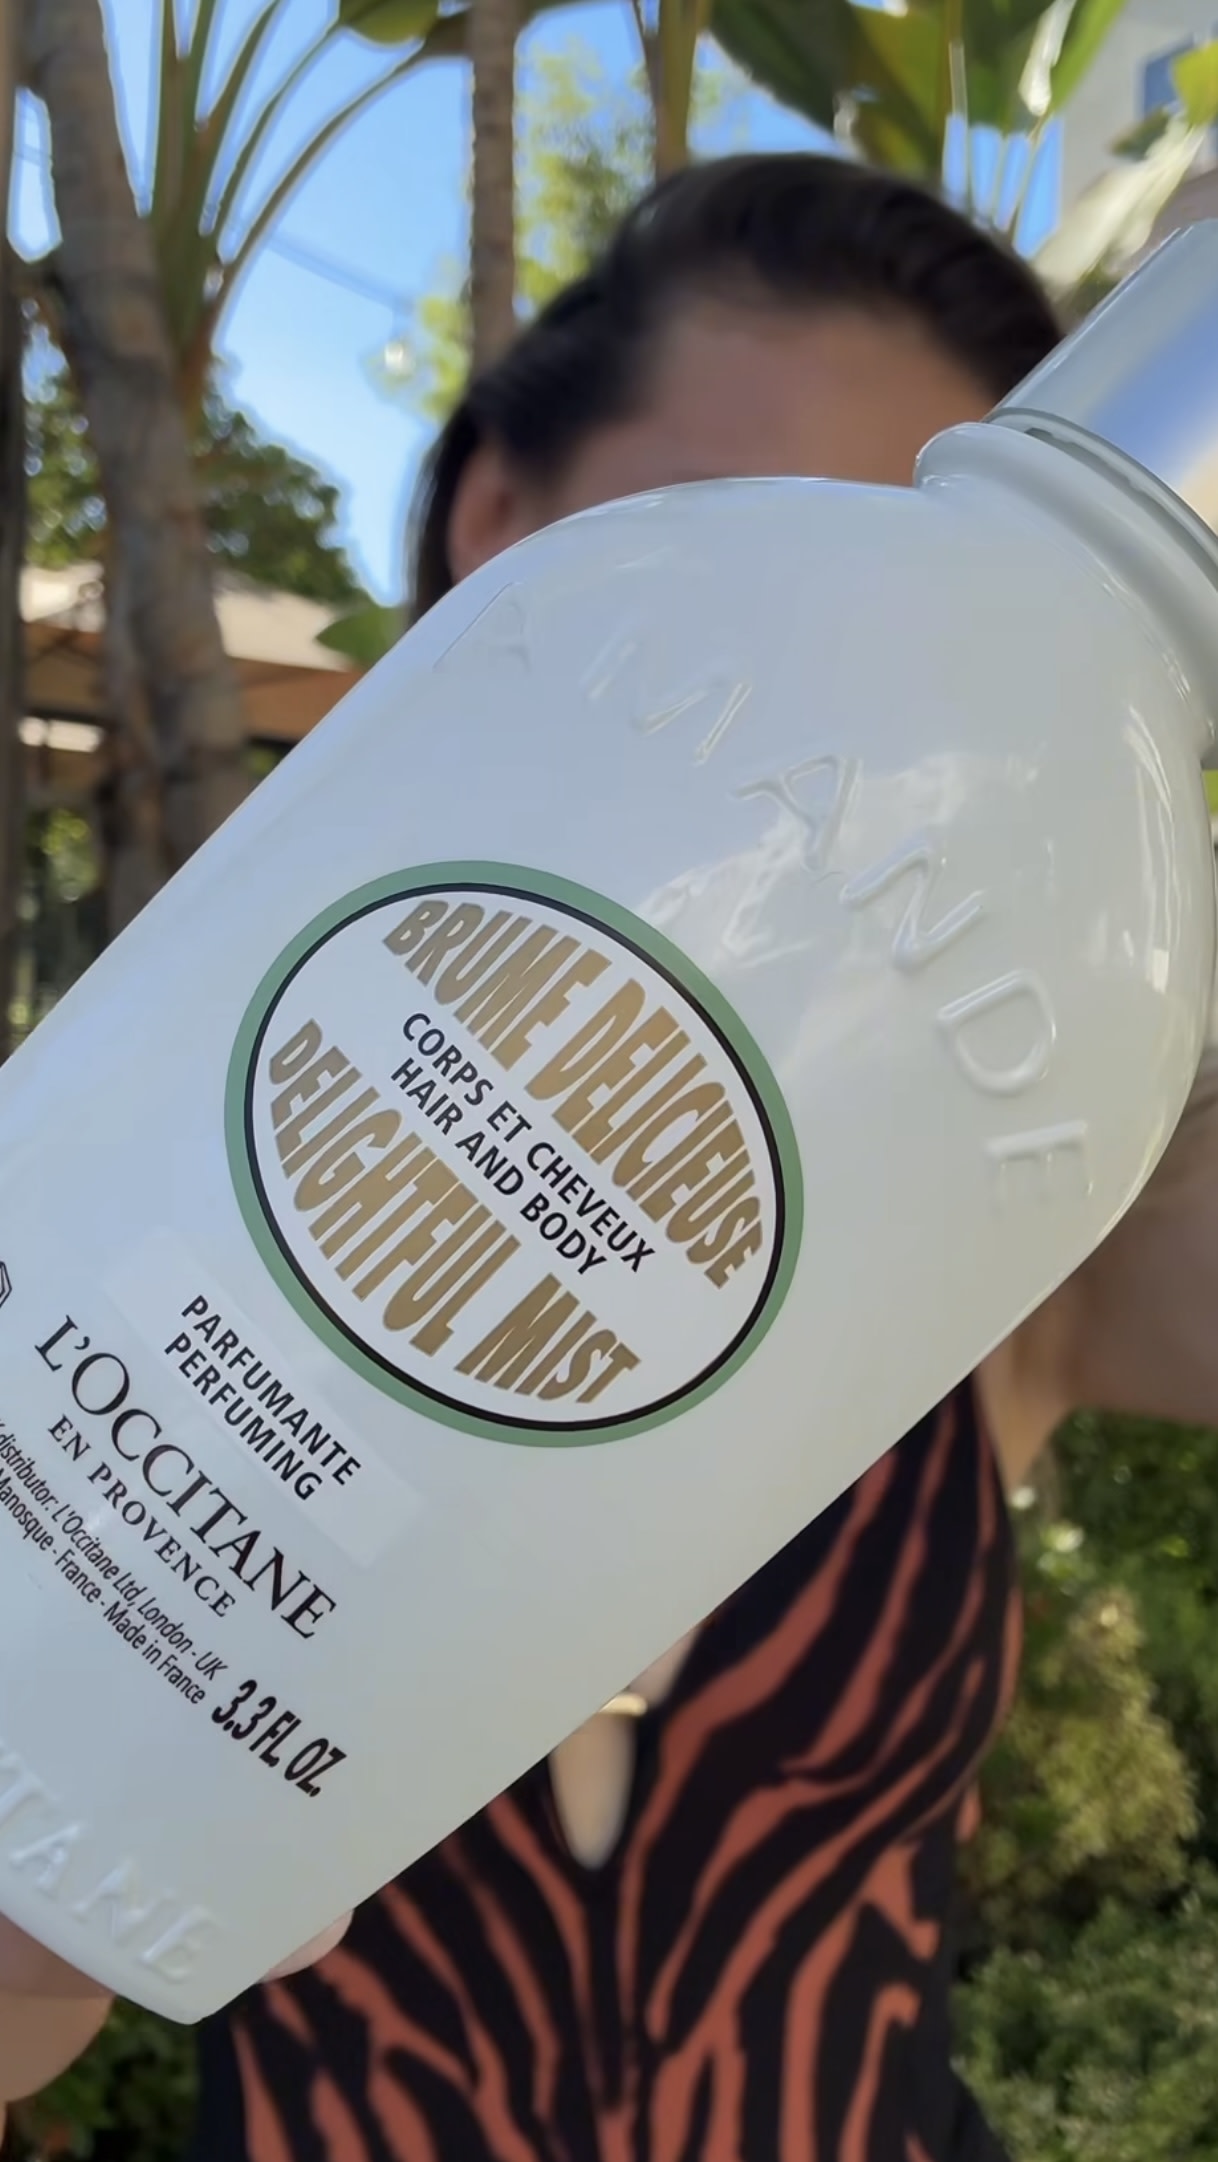 AMANDE
BRUME DELICIEUSE
CORPS ET CHEVEUX
HAIR AND BODY
DELIGHTFUL MIST
PARFUMANTE
PERFUMING
L'OCCITANE
EN PROVENCE
distributor: L'Occitane Ltd, London - UK
Manosque - France - Made in France
3.3 FL OZ.
TANE